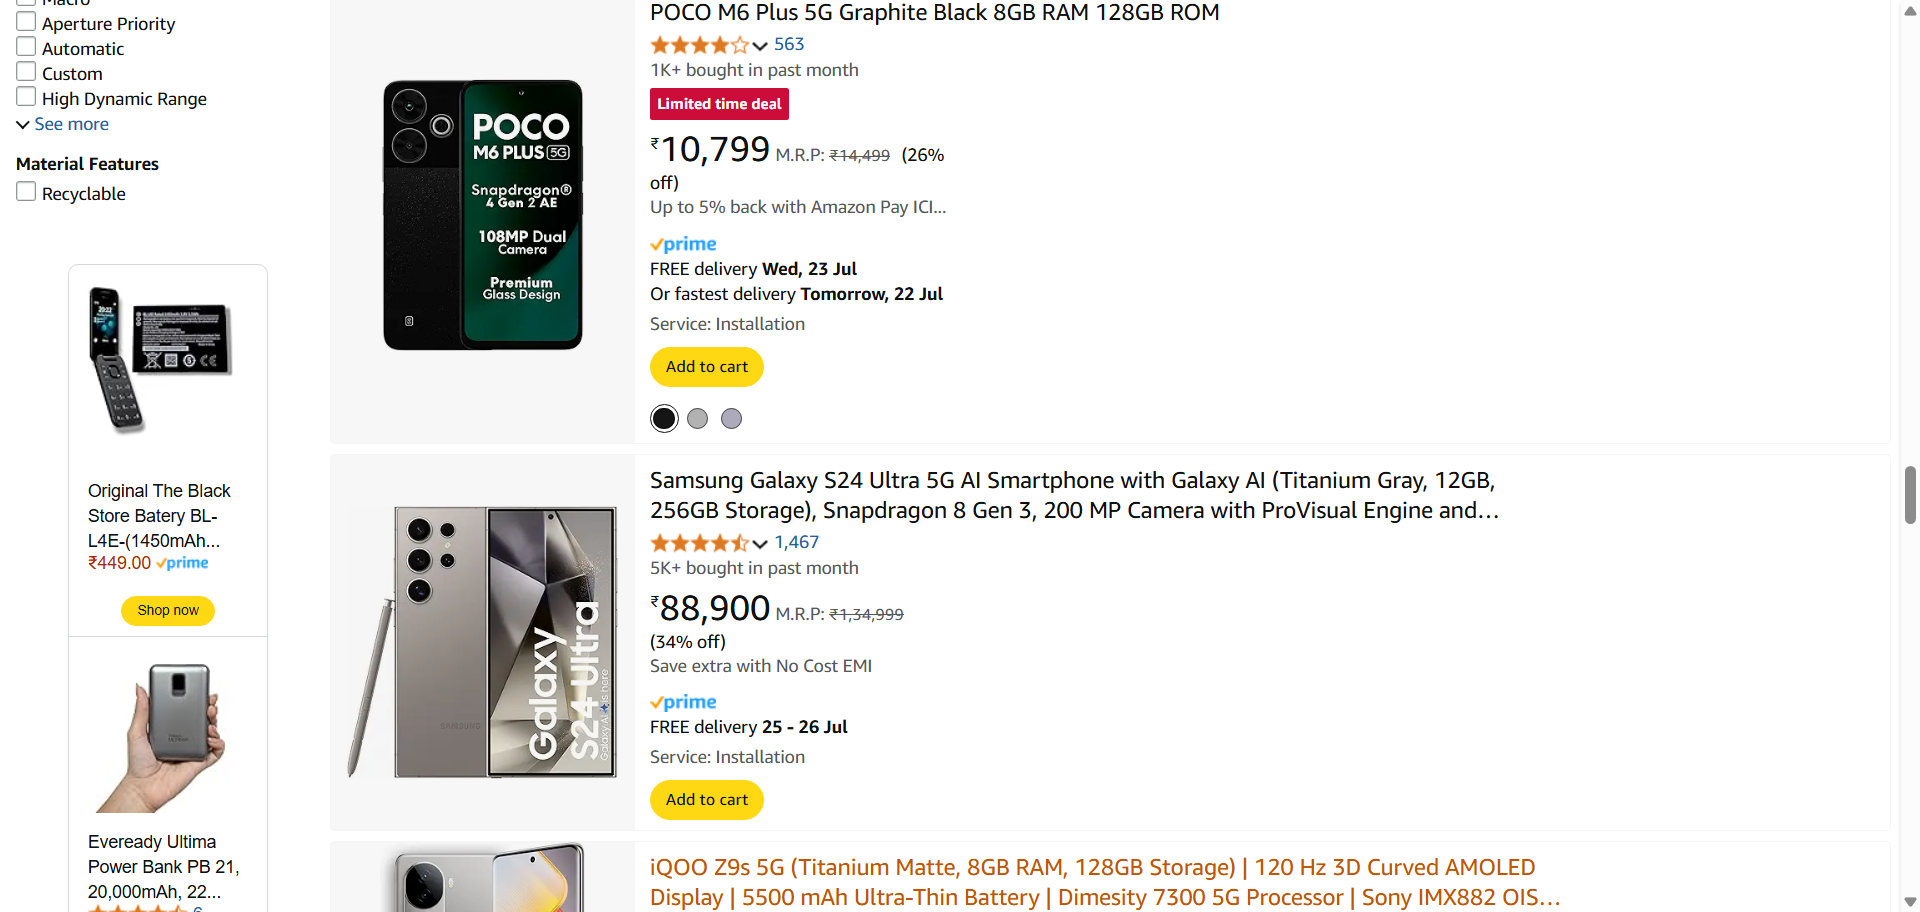 Macro
Aperture Priority
Automatic
Custom
High Dynamic Range
See more
Material Features
Recyclable
Original The Black
Store Batery BL-
L4E-(1450mAh...
₹449.00 prime
Shop now
Eveready Ultima
Power Bank PB 21,
20,000mAh, 22...
6
POCO
M6 PLUS 5G
Snapdragon®
4 Gen 2 AE
108MP Dual
Camera
Premium
Glass Design
POCO M6 Plus 5G Graphite Black 8GB RAM 128GB ROM
563
1K+ bought in past month
Limited time deal
₹10,799 M.R.P: ₹14,499 (26%
off)
Up to 5% back with Amazon Pay ICI...
prime
FREE delivery Wed, 23 Jul
Or fastest delivery Tomorrow, 22 Jul
Service: Installation
Add to cart
SAMSUNG
Galaxy
S24 Ultra
Galaxy AI is here
Samsung Galaxy S24 Ultra 5G AI Smartphone with Galaxy AI (Titanium Gray, 12GB,
256GB Storage), Snapdragon 8 Gen 3, 200 MP Camera with ProVisual Engine and...
1,467
5K+ bought in past month
₹88,900 M.R.P: ₹1,34,999
(34% off)
Save extra with No Cost EMI
prime
FREE delivery 25 - 26 Jul
Service: Installation
Add to cart
iQOO Z9s 5G (Titanium Matte, 8GB RAM, 128GB Storage) | 120 Hz 3D Curved AMOLED
Display | 5500 mAh Ultra-Thin Battery | Dimesity 7300 5G Processor | Sony IMX882 OIS...